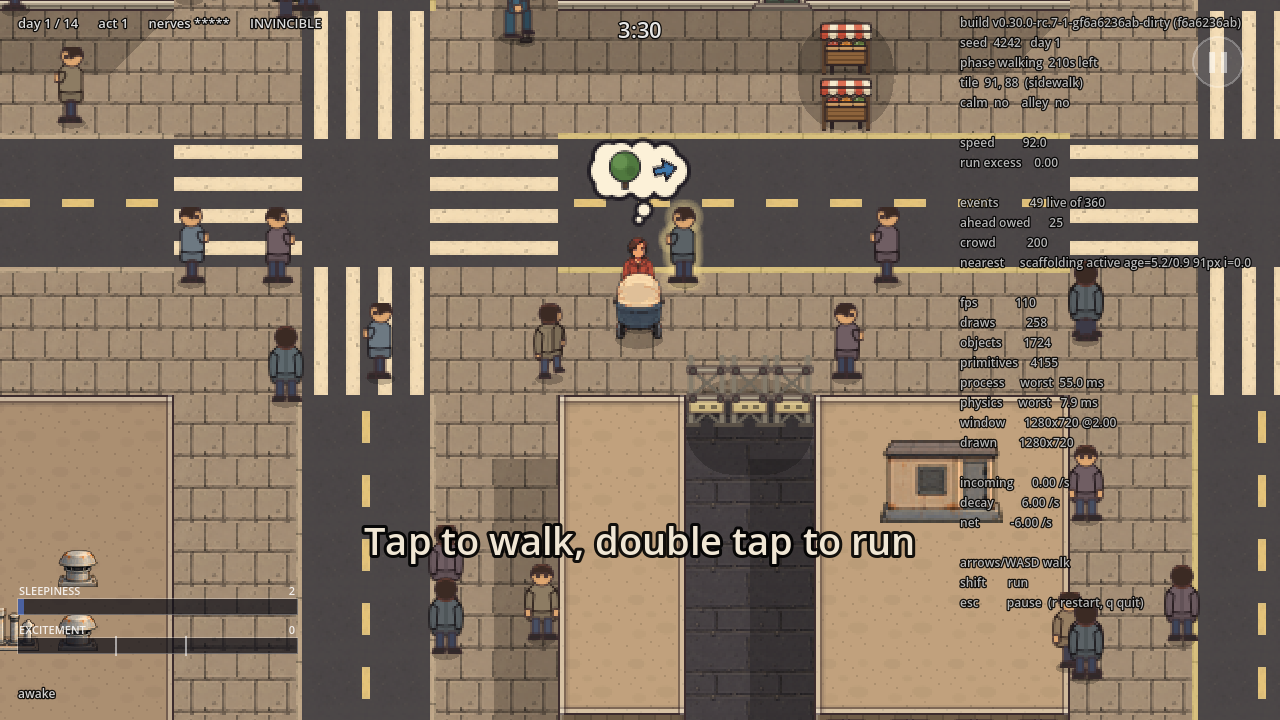 day 1 / 14 act 1 nerves ***** INVINCIBLE
3:30
build v0.30.0-rc.7-1-gf6a6236ab-dirty (f6a6236ab)
seed 4242 day 1
phase walking 210s left
tile 91, 88 (sidewalk)
calm no alley no
speed 92.0
run excess 0.00
events 49 live of 360
ahead owed 25
crowd 200
nearest scaffolding active age=5.2/0.9 91px i=0.0
fps 110
draws 258
objects 1724
primitives 4155
process worst 55.0 ms
physics worst 7.9 ms
window 1280x720 @2.00
drawn 1280x720
incoming 0.00 /s
decay 6.00 /s
net -6.00 /s
arrows/WASD walk
shift run
esc pause (r restart, q quit)
Tap to walk, double tap to run
SLEEPINESS 2
EXCITEMENT 0
awake